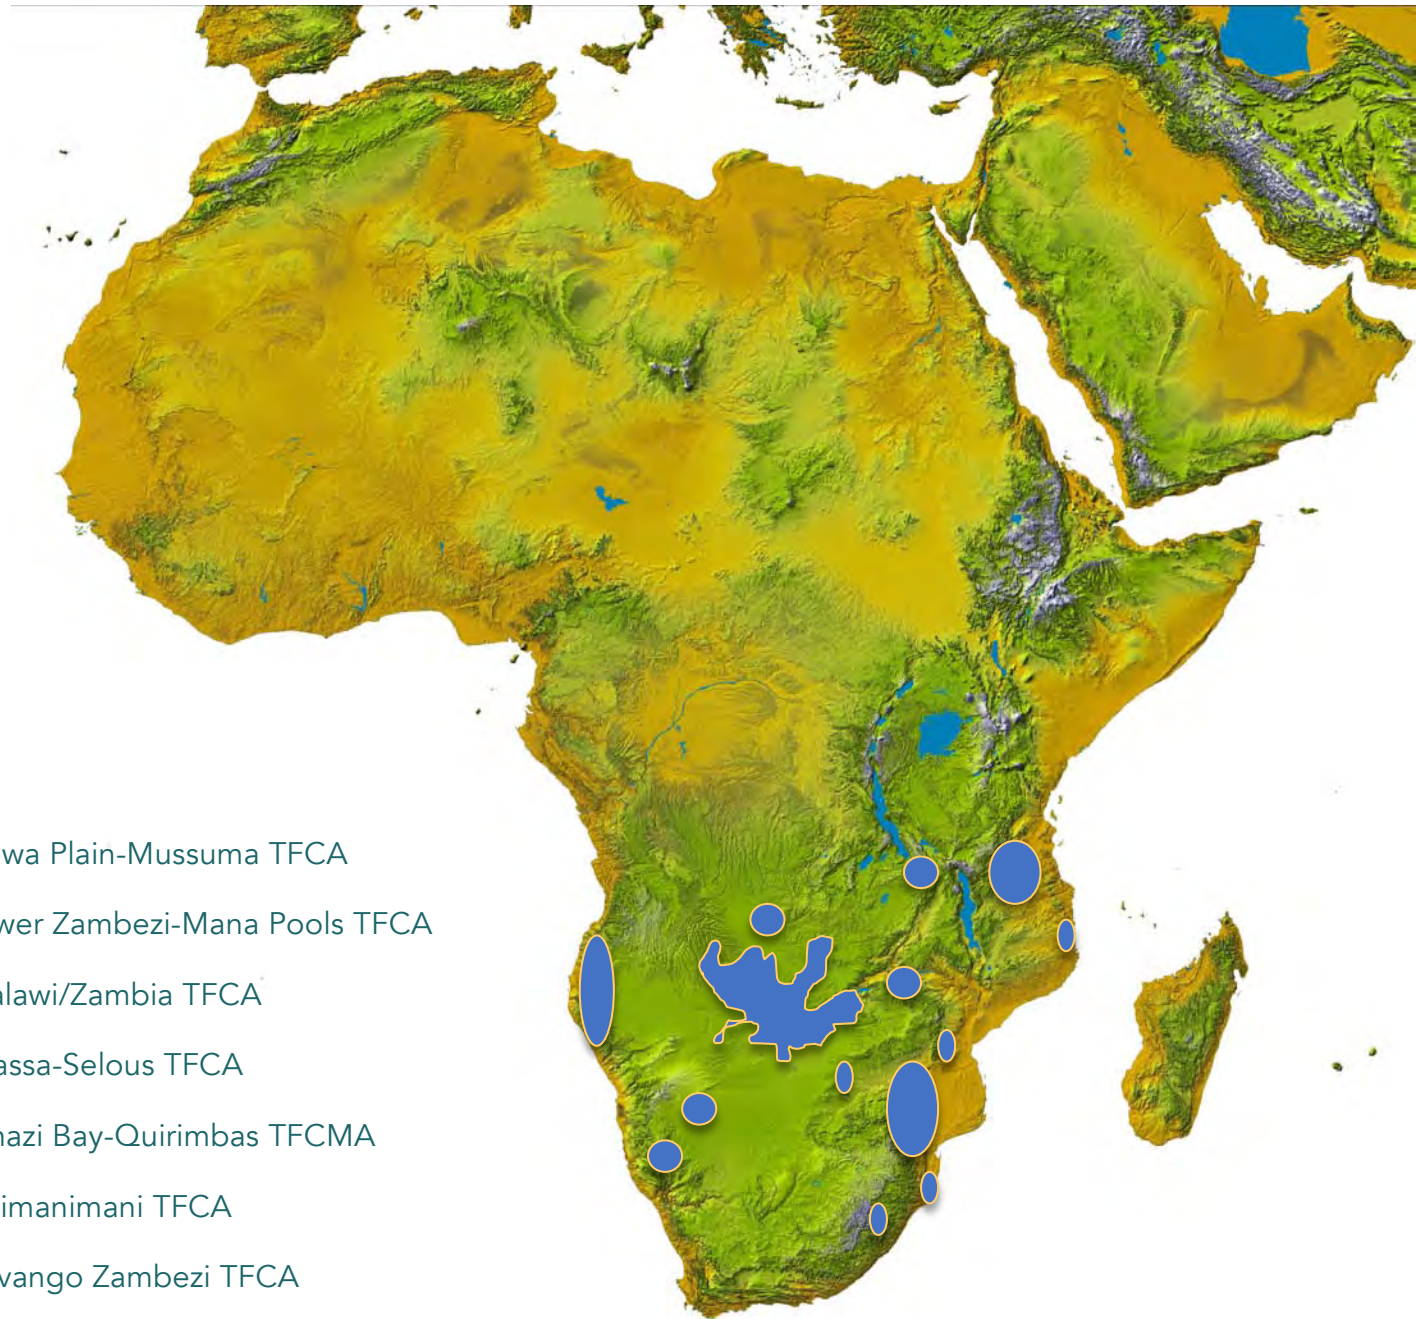 wa Plain-Mussuma TFCA
wer Zambezi-Mana Pools TFCA
alawi/Zambia TFCA
assa-Selous TFCA
nazi Bay-Quirimbas TFCMA
imanimani TFCA
vango Zambezi TFCA